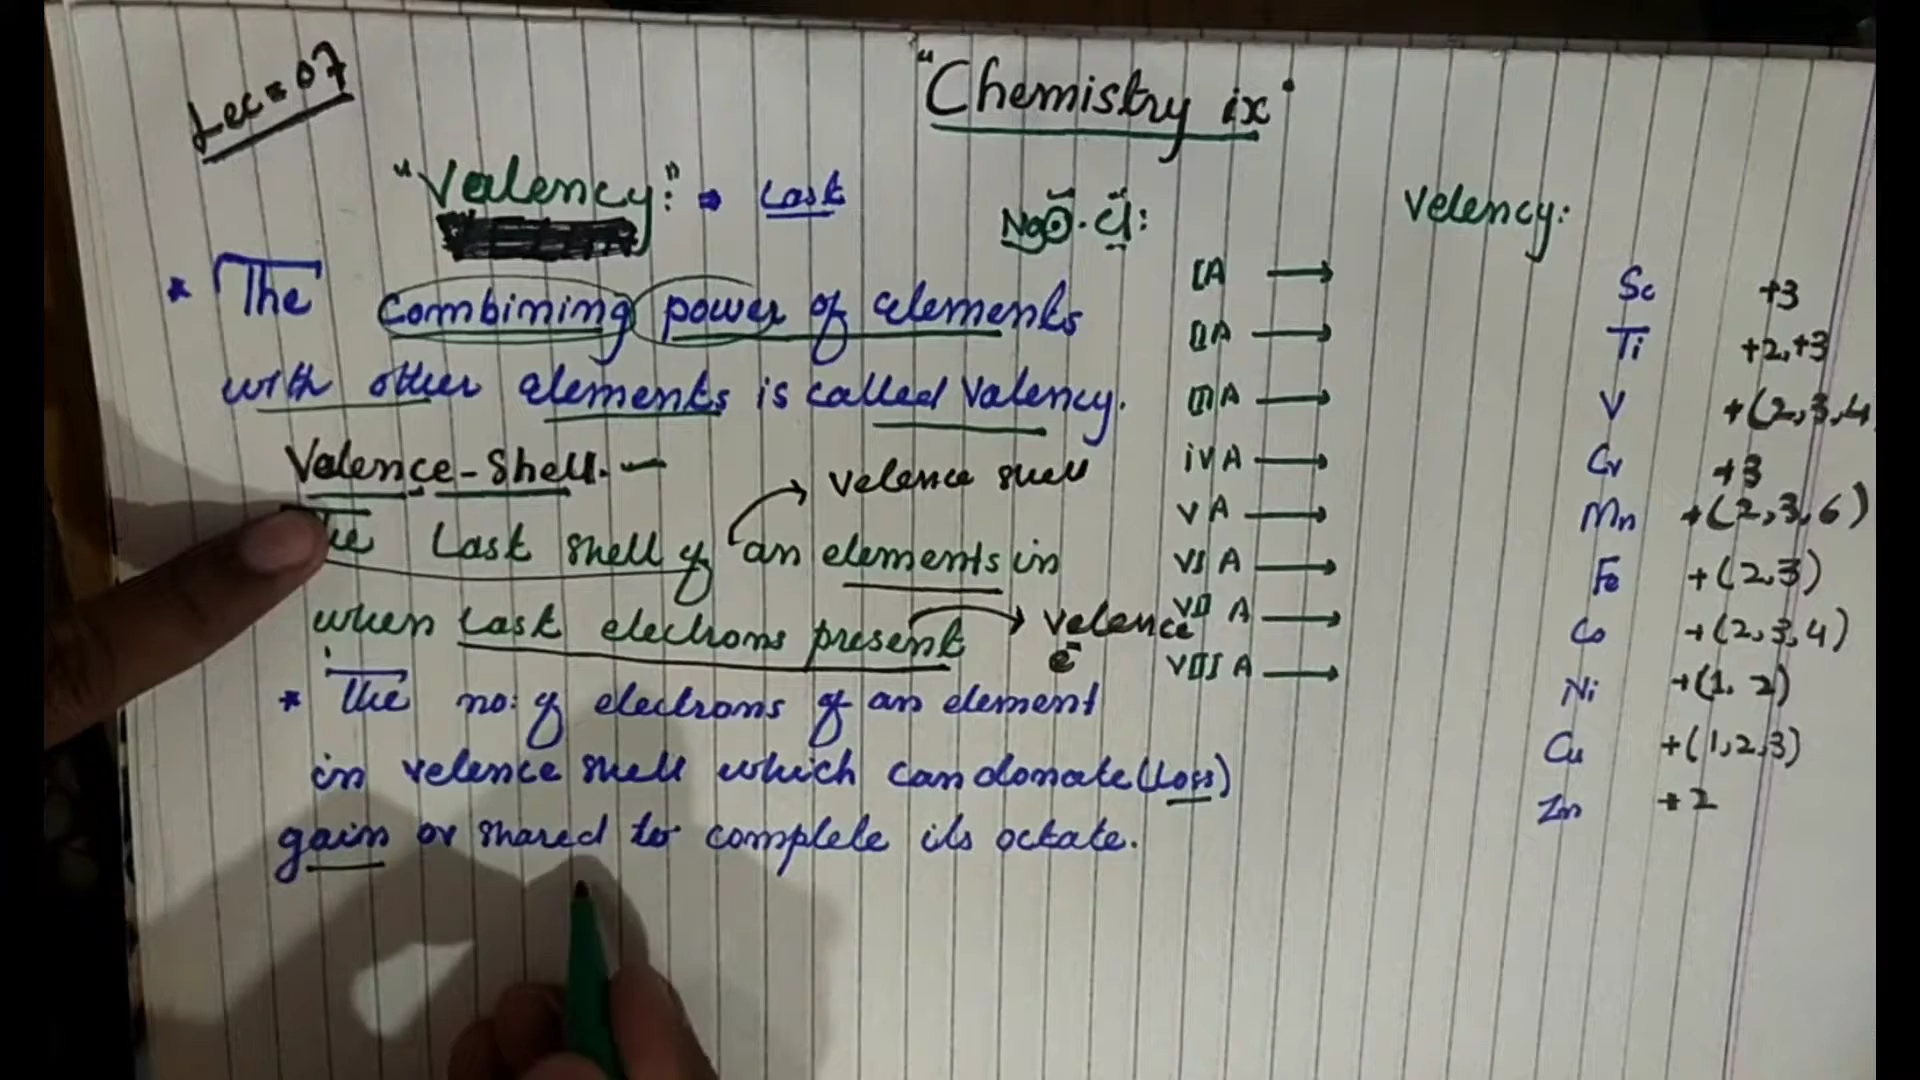 Lec = 07
"Chemistry ix"
"Valency:" Last
* The combining power of elements
with other elements is called Valency.
Valence-Shell.
velence shell
The Last shell of an elements in
when Last electrons present velence
e-
* The no: of electrons of an element
in velence shell which can donate (Loss)
gain or shared to complete its octate.
Na Cl
IA
IIA
IIIA
iVA
VA
VIA
VII A
VIIIA
Velency:
Sc +3
Ti +2,+3
V +(2,3,4
Cr +3
Mn +(2,3,6)
Fe +(2,3)
Co +(2,3,4)
Ni +(1,2)
Cu +(1,2,3)
Zn +2